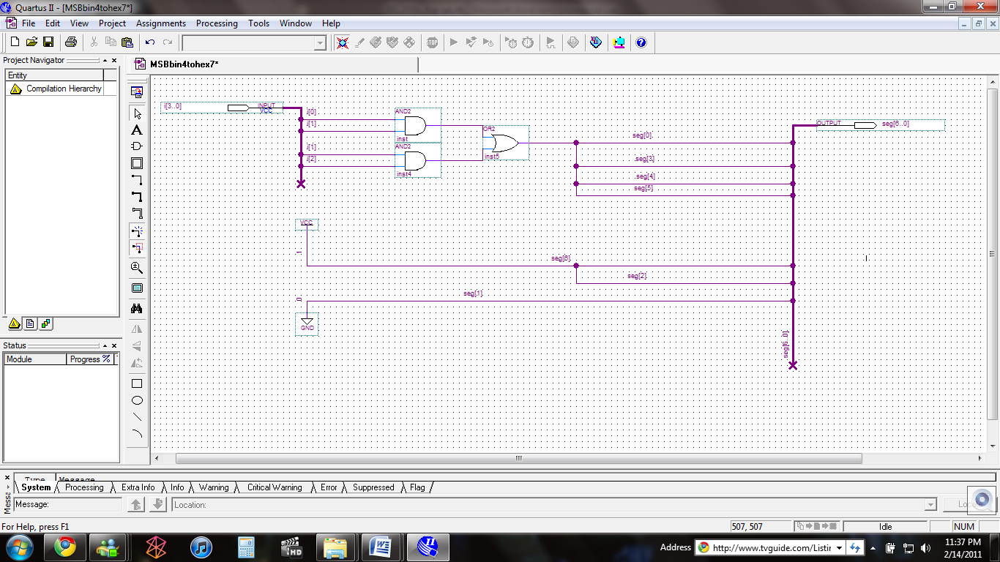 Quartus II - [MSBbin4tohex7*]
File Edit View Project Assignments Processing Tools Window Help
STOP
Project Navigator
MSBbin4tohex7*
Entity
Compilation Hierarchy
i[3..0]
INPUT
VCC
i[0]
i[1]
i[1]
i[2]
AND2
inst
AND2
inst4
OR2
inst5
seg[0]
seg[3]
seg[4]
seg[5]
OUTPUT
seg[6..0]
VCC
1
seg[6]
seg[2]
seg[1]
0
GND
seg[6..0]
Status
Module Progress %
Type Message
System Processing Extra Info Info Warning Critical Warning Error Suppressed Flag
Message:
Location:
Messa
For Help, press F1
507, 507
Idle
NUM
HD
W
Address
http://www.tvguide.com/Listin
11:37 PM
2/14/2011